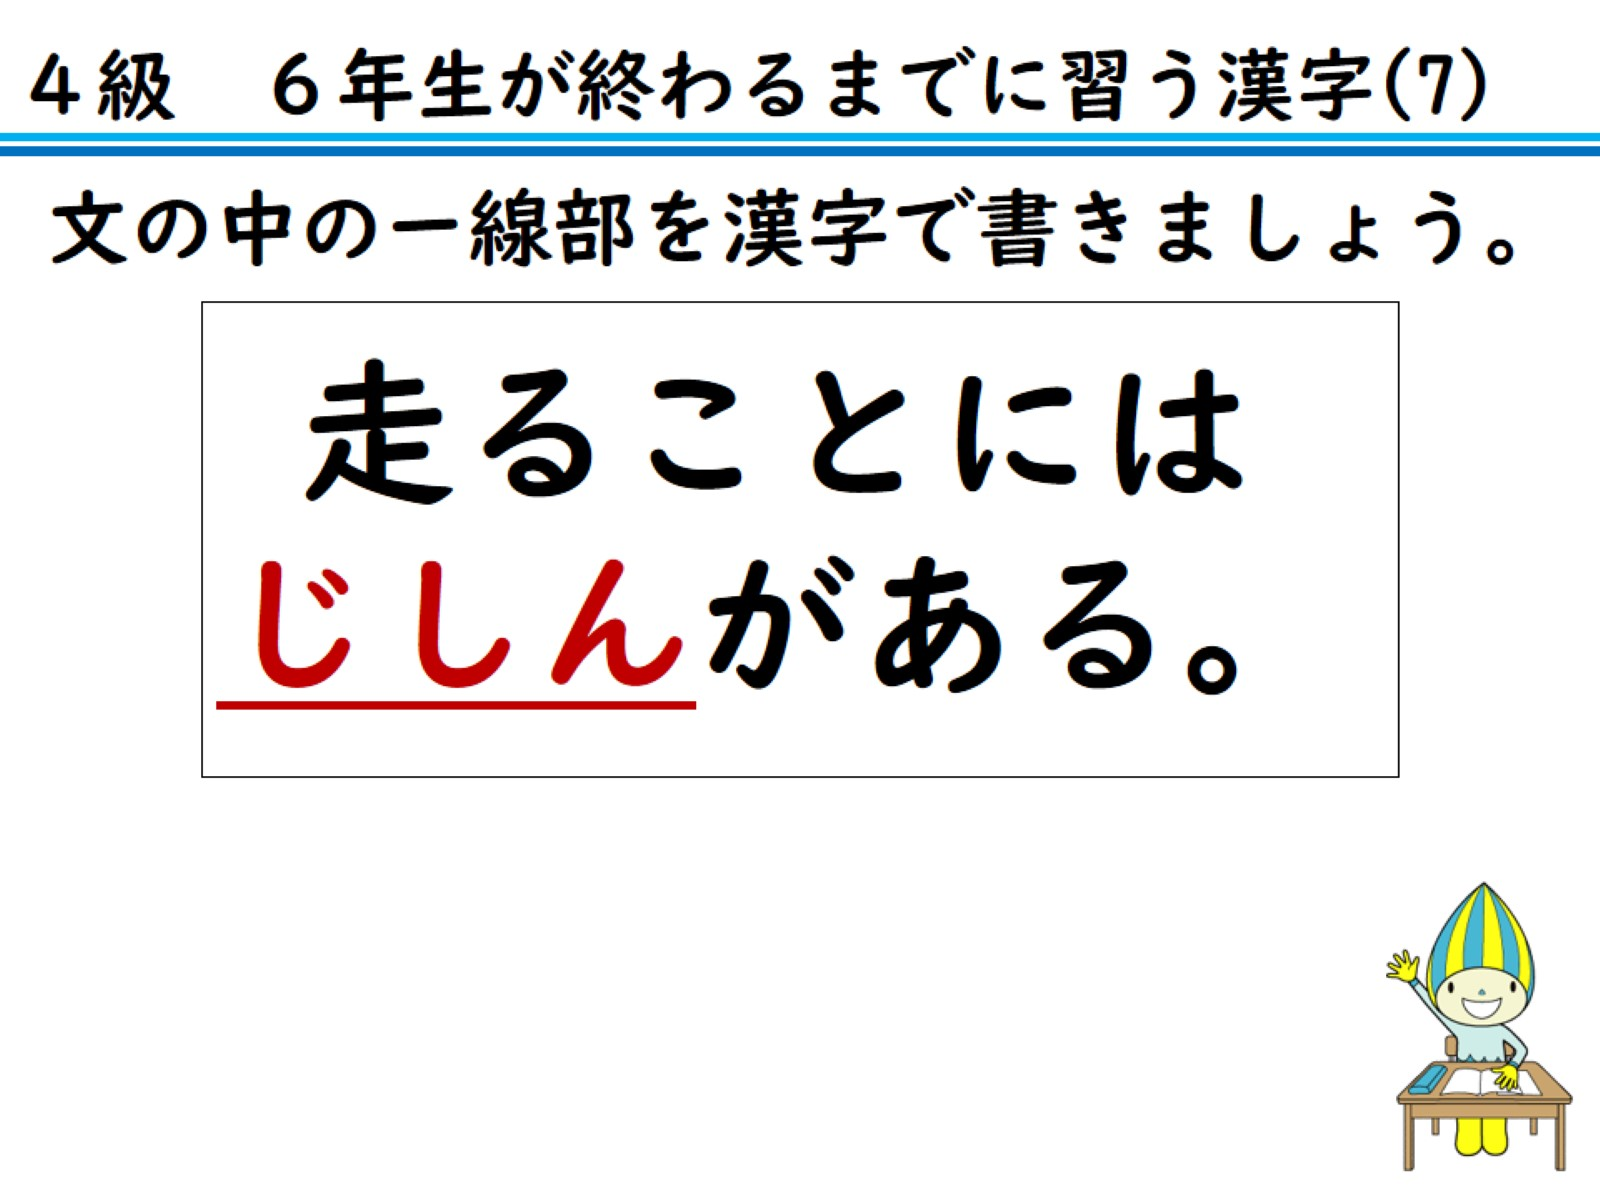 ４級　６年生が終わるまでに習う漢字(7)
文の中の―線部を漢字で書きましょう。
走ることには
じしんがある。